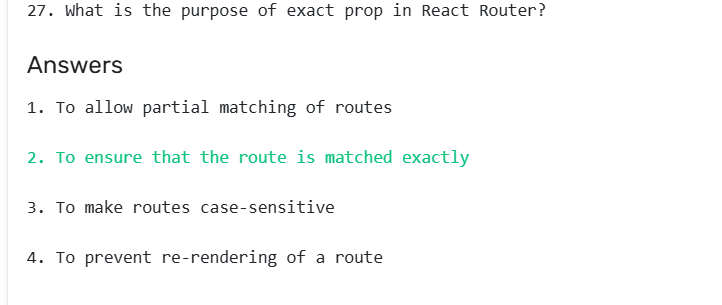 27. What is the purpose of exact prop in React Router?
Answers
1. To allow partial matching of routes
2. To ensure that the route is matched exactly
3. To make routes case-sensitive
4. To prevent re-rendering of a route